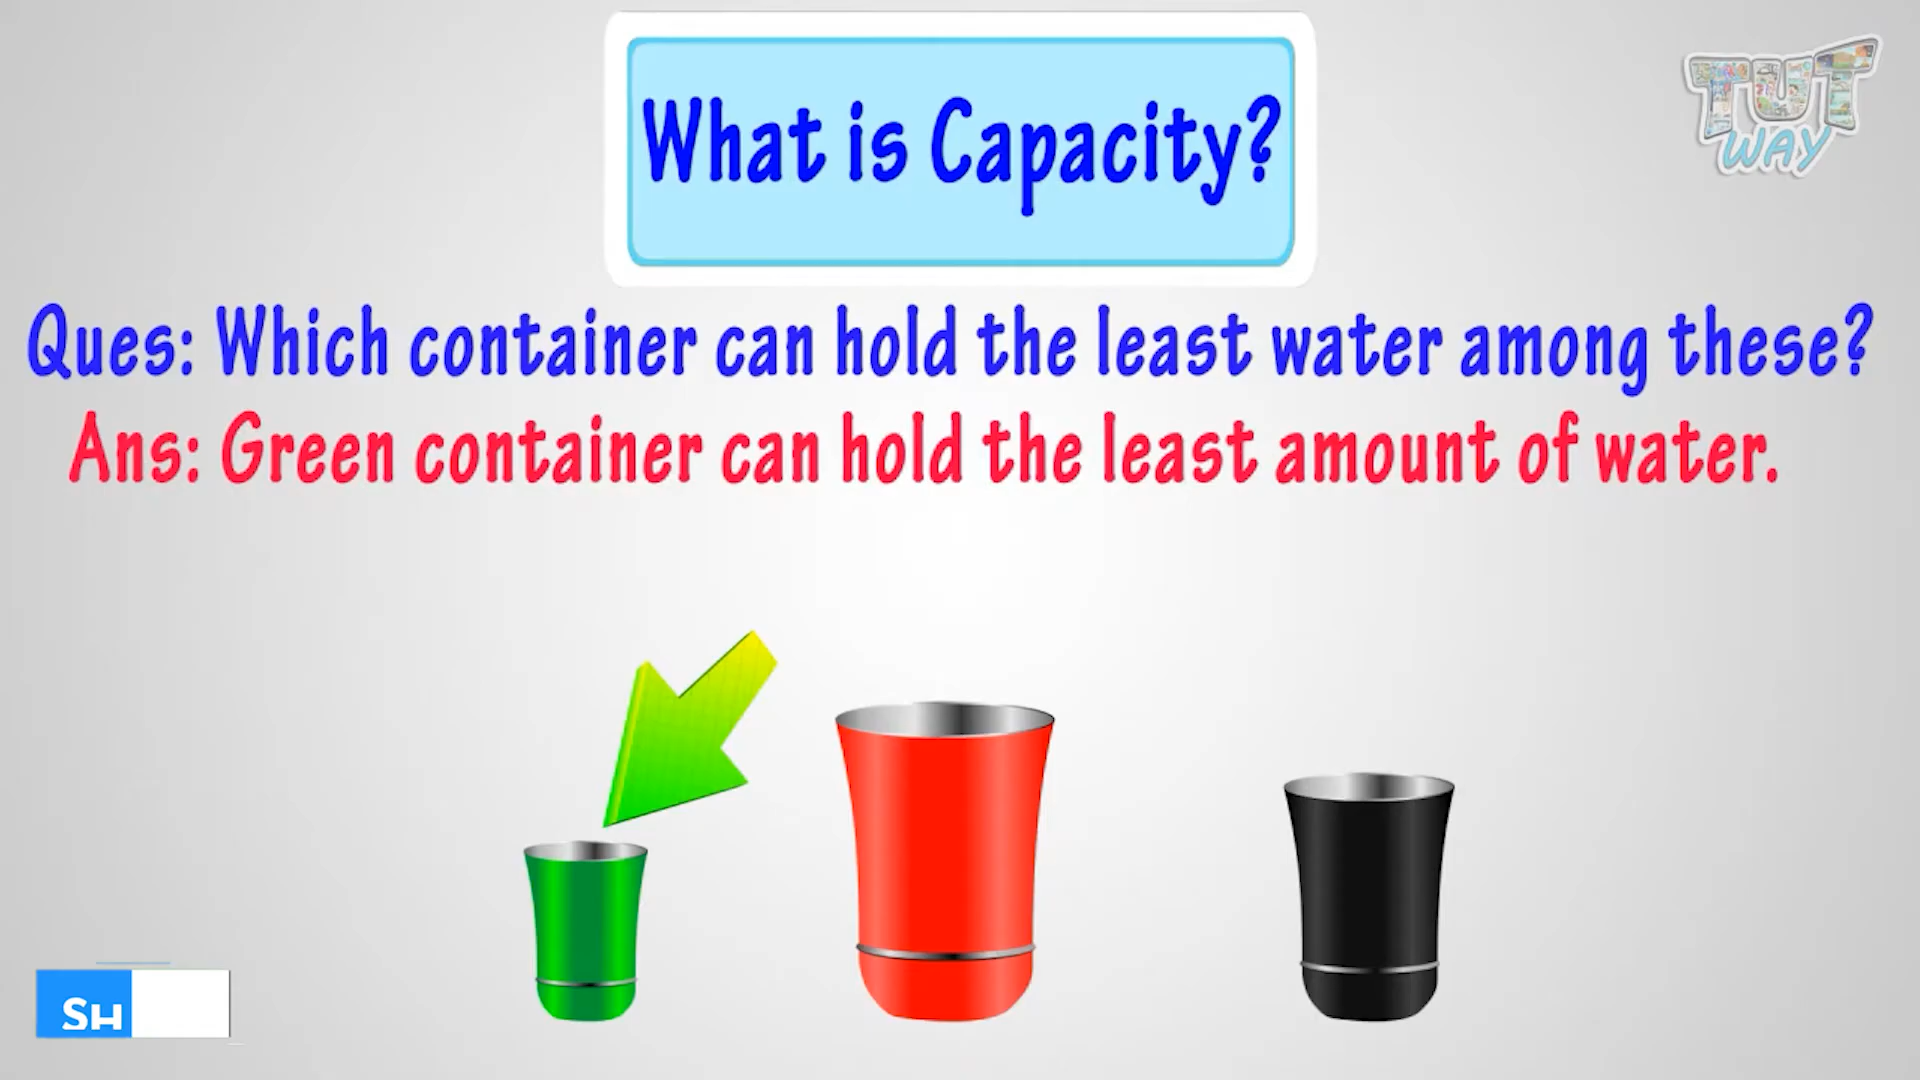 What is Capacity?
TUT
WAY
Ques: Which container can hold the least water among these?
Ans: Green container can hold the least amount of water.
SH